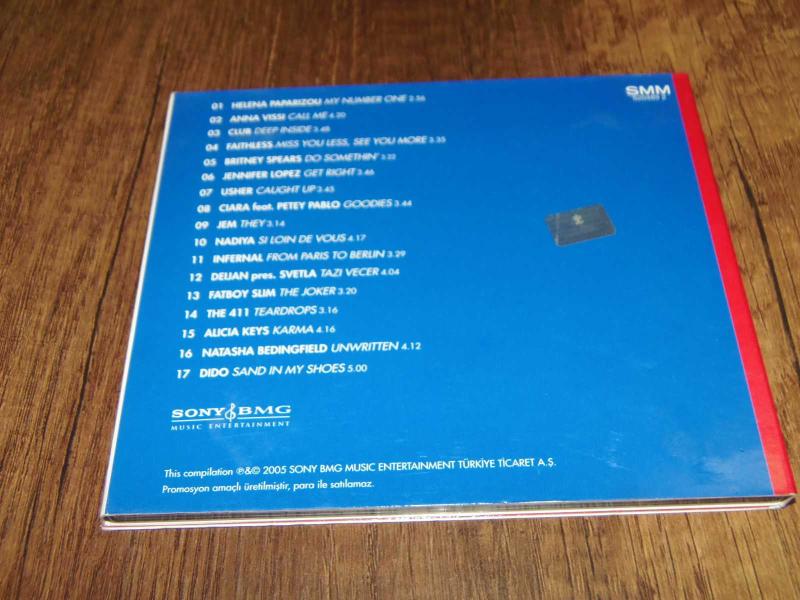 01 HELENA PAPARIZOU MY NUMBER ONE 2.56
02 ANNA VISSI CALL ME 4.20
03 CLUB DEEP INSIDE 3.48
04 FAITHLESS MISS YOU LESS, SEE YOU MORE 3.35
05 BRITNEY SPEARS DO SOMETHIN' 3.22
06 JENNIFER LOPEZ GET RIGHT 3.46
07 USHER CAUGHT UP 3.45
08 CIARA feat. PETEY PABLO GOODIES 3.44
09 JEM THEY 3.14
10 NADIYA SI LOIN DE VOUS 4.17
11 INFERNAL FROM PARIS TO BERLIN 3.29
12 DELIAN pres. SVETLA TAZI VECER 4.04
13 FATBOY SLIM THE JOKER 3.20
14 THE 411 TEARDROPS 3.16
15 ALICIA KEYS KARMA 4.16
16 NATASHA BEDINGFIELD UNWRITTEN 4.12
17 DIDO SAND IN MY SHOES 5.00
SMM
SONY BMG
MUSIC ENTERTAINMENT
This compilation ℗&© 2005 SONY BMG MUSIC ENTERTAINMENT TÜRKİYE TİCARET A.Ş.
Promosyon amaçlı üretilmiştir, para ile satılamaz.